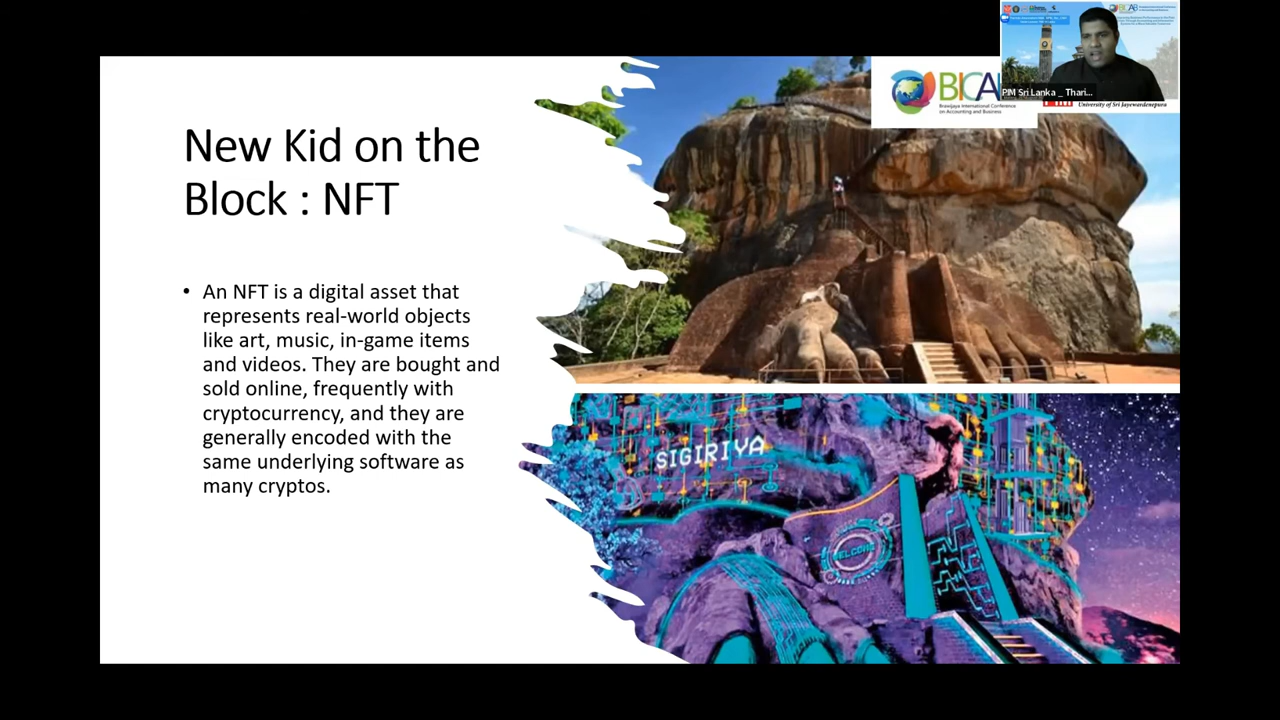 New Kid on the
Block : NFT
• An NFT is a digital asset that
represents real-world objects
like art, music, in-game items
and videos. They are bought and
sold online, frequently with
cryptocurrency, and they are
generally encoded with the
same underlying software as
many cryptos.
BICA
Brawijaya International Conference
on Accounting and Business
PIM Sri Lanka _ Thari...
University of Sri Jayewardenepura
SIGIRIYA
WELCOME